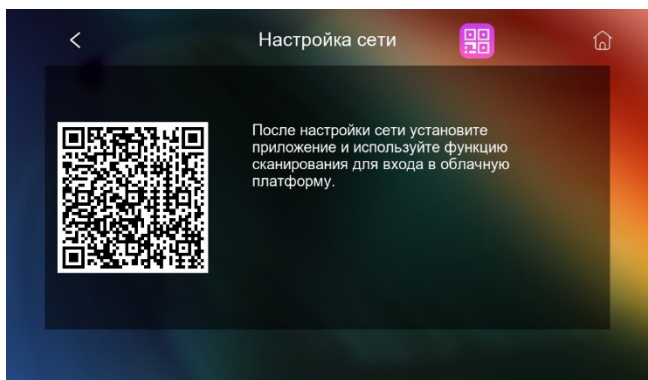 Настройка сети
После настройки сети установите
приложение и используйте функцию
сканирования для входа в облачную
платформу.